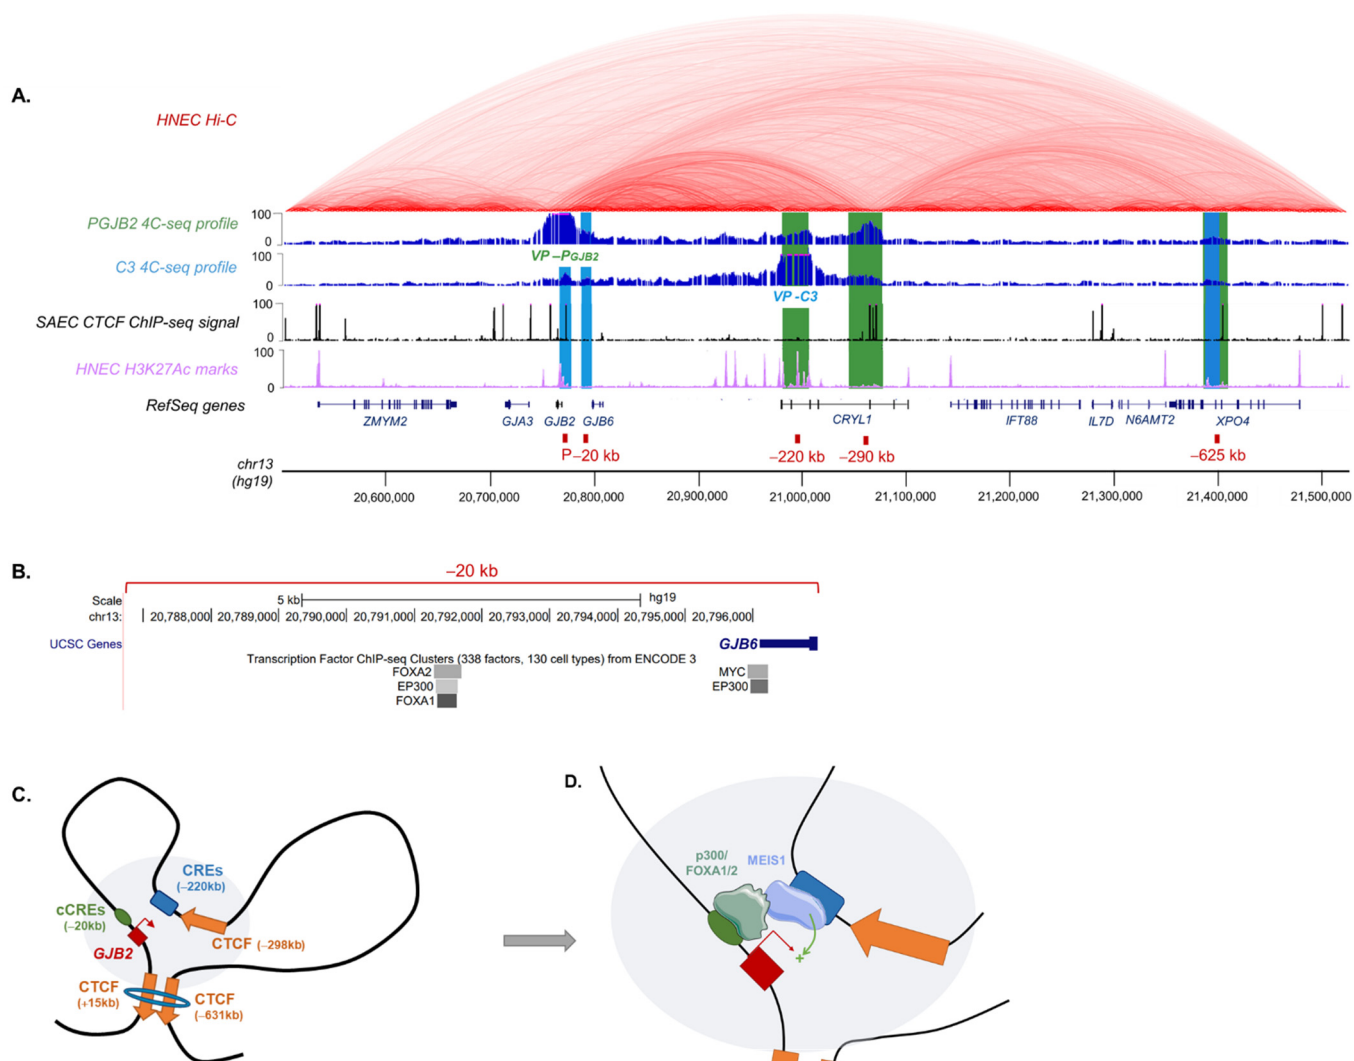 A.
HNEC Hi-C
PGJB2 4C-seq profile
100
0
VP –PGJB2
C3 4C-seq profile
100
0
VP -C3
SAEC CTCF ChIP-seq signal
100
0
HNEC H3K27Ac marks
100
0
RefSeq genes
ZMYM2 GJA3 GJB2 GJB6 CRYL1 IFT88 IL7D N6AMT2 XPO4
P –20 kb –220 kb –290 kb –625 kb
chr13
(hg19)
20,600,000 20,700,000 20,800,000 20,900,000 21,000,000 21,100,000 21,200,000 21,300,000 21,400,000 21,500,000
B.
–20 kb
Scale 5 kb hg19
chr13: 20,788,000 20,789,000 20,790,000 20,791,000 20,792,000 20,793,000 20,794,000 20,795,000 20,796,000
UCSC Genes GJB6
Transcription Factor ChIP-seq Clusters (338 factors, 130 cell types) from ENCODE 3
FOXA2 MYC
EP300 EP300
FOXA1
C.
CREs
(–220kb)
cCREs
(–20kb)
GJB2
CTCF (–298kb)
CTCF
(+15kb)
CTCF
(–631kb)
D.
p300/
FOXA1/2
MEIS1
+